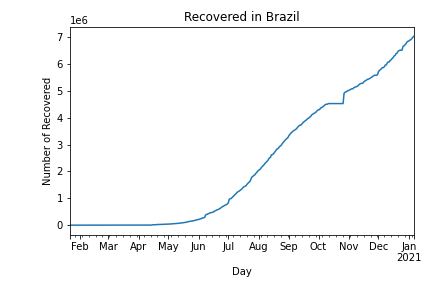 Recovered in Brazil
1e6
7
6
5
4
3
2
1
0
Number of Recovered
Feb Mar Apr May Jun Jul Aug Sep Oct Nov Dec Jan
2021
Day